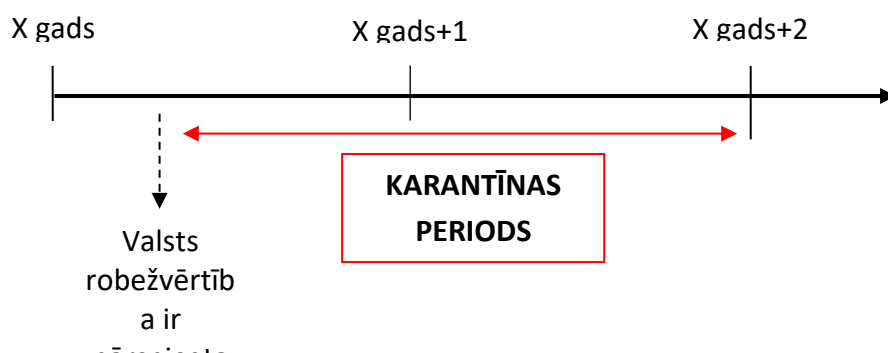 X gads X gads+1 X gads+2
KARANTĪNAS
PERIODS
Valsts
robežvērtīb
a ir